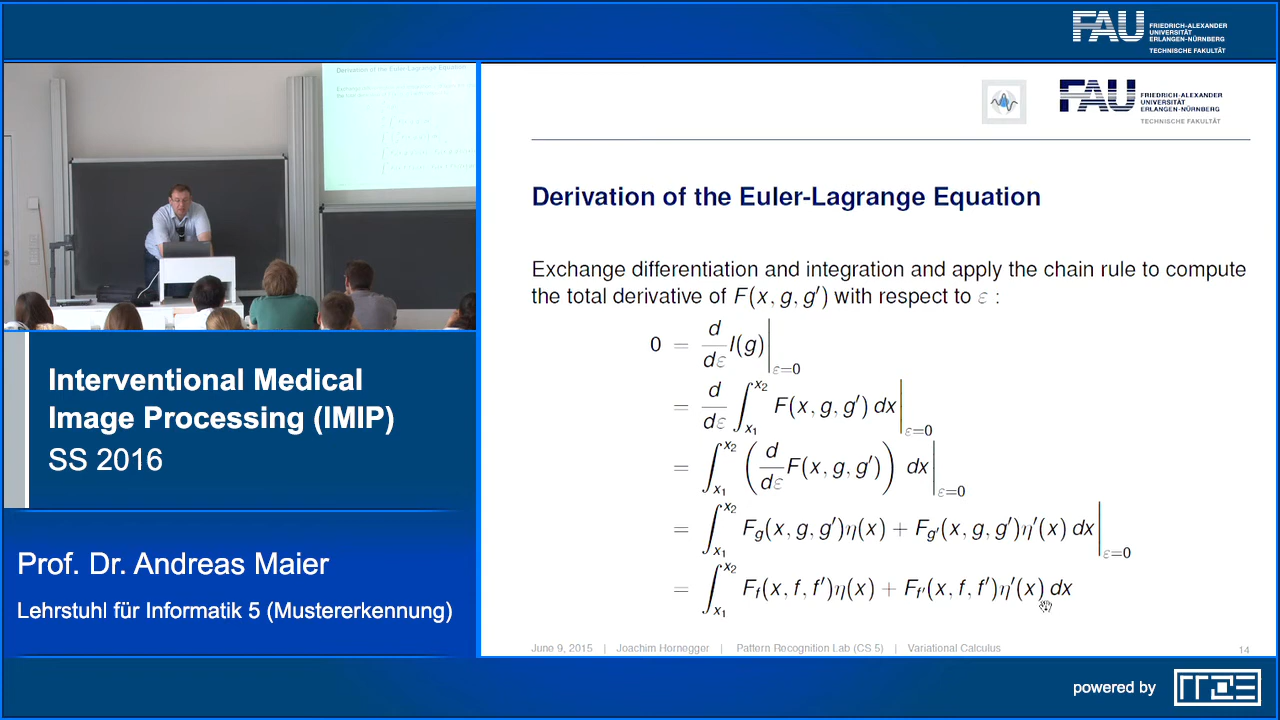 FAU FRIEDRICH-ALEXANDER
UNIVERSITÄT
ERLANGEN-NÜRNBERG
TECHNISCHE FAKULTÄT
Derivation of the Euler-Lagrange Equation
FAU FRIEDRICH-ALEXANDER
UNIVERSITÄT
ERLANGEN-NÜRNBERG
TECHNISCHE FAKULTÄT
Derivation of the Euler-Lagrange Equation
Exchange differentiation and integration and apply the chain rule to compute
the total derivative of F(x, g, g′) with respect to ε :
0 = d/dε I(g)|ε=0
= d/dε ∫x₁x₂ F(x, g, g′) dx|ε=0
= ∫x₁x₂ (d/dε F(x, g, g′)) dx|ε=0
= ∫x₁x₂ Fg(x, g, g′)η(x) + Fg′(x, g, g′)η′(x) dx|ε=0
= ∫x₁x₂ Ff(x, f, f′)η(x) + Ff′(x, f, f′)η′(x) dx
June 9, 2015 | Joachim Hornegger | Pattern Recognition Lab (CS 5) | Variational Calculus 14
Interventional Medical
Image Processing (IMIP)
SS 2016
Prof. Dr. Andreas Maier
Lehrstuhl für Informatik 5 (Mustererkennung)
powered by RRZE